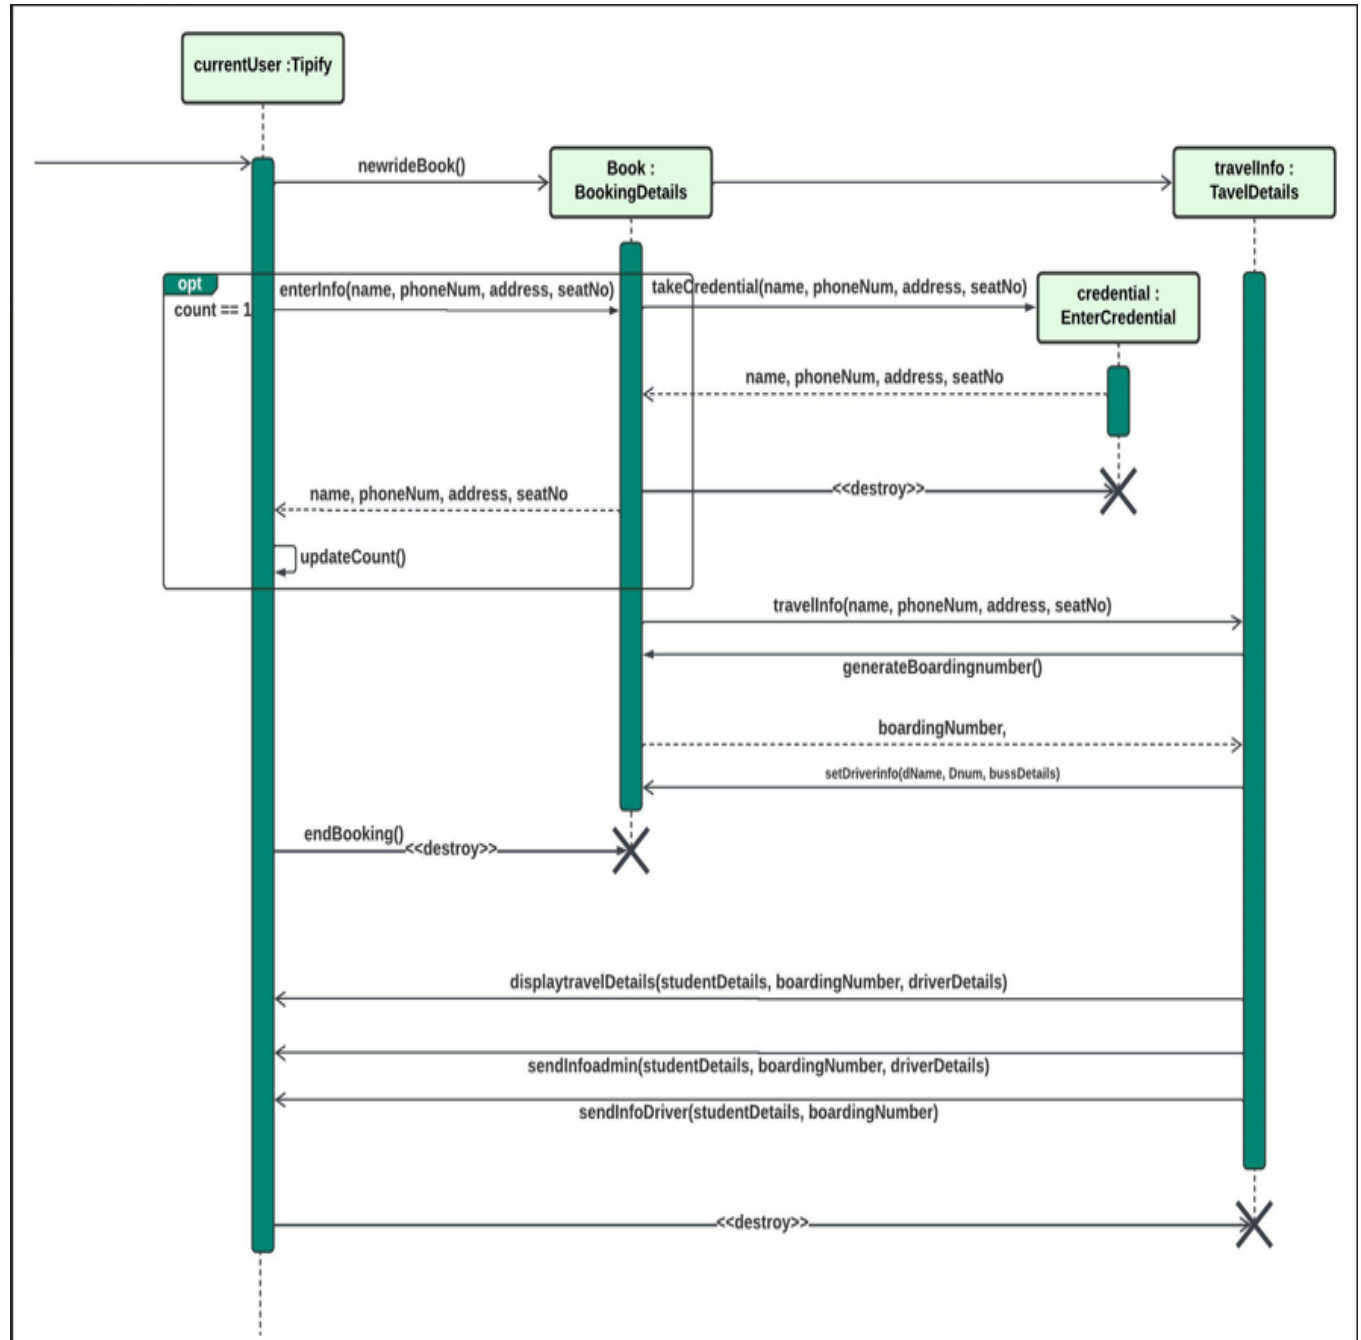 currentUser :Tipify
newrideBook()
Book :
BookingDetails
travelInfo :
TavelDetails
opt
count == 1
enterInfo(name, phoneNum, address, seatNo)
takeCredential(name, phoneNum, address, seatNo)
credential :
EnterCredential
name, phoneNum, address, seatNo
<<destroy>>
name, phoneNum, address, seatNo
updateCount()
travelInfo(name, phoneNum, address, seatNo)
generateBoardingnumber()
boardingNumber,
setDriverinfo(dName, Dnum, bussDetails)
endBooking()
<<destroy>>
displaytravelDetails(studentDetails, boardingNumber, driverDetails)
sendInfoadmin(studentDetails, boardingNumber, driverDetails)
sendInfoDriver(studentDetails, boardingNumber)
<<destroy>>